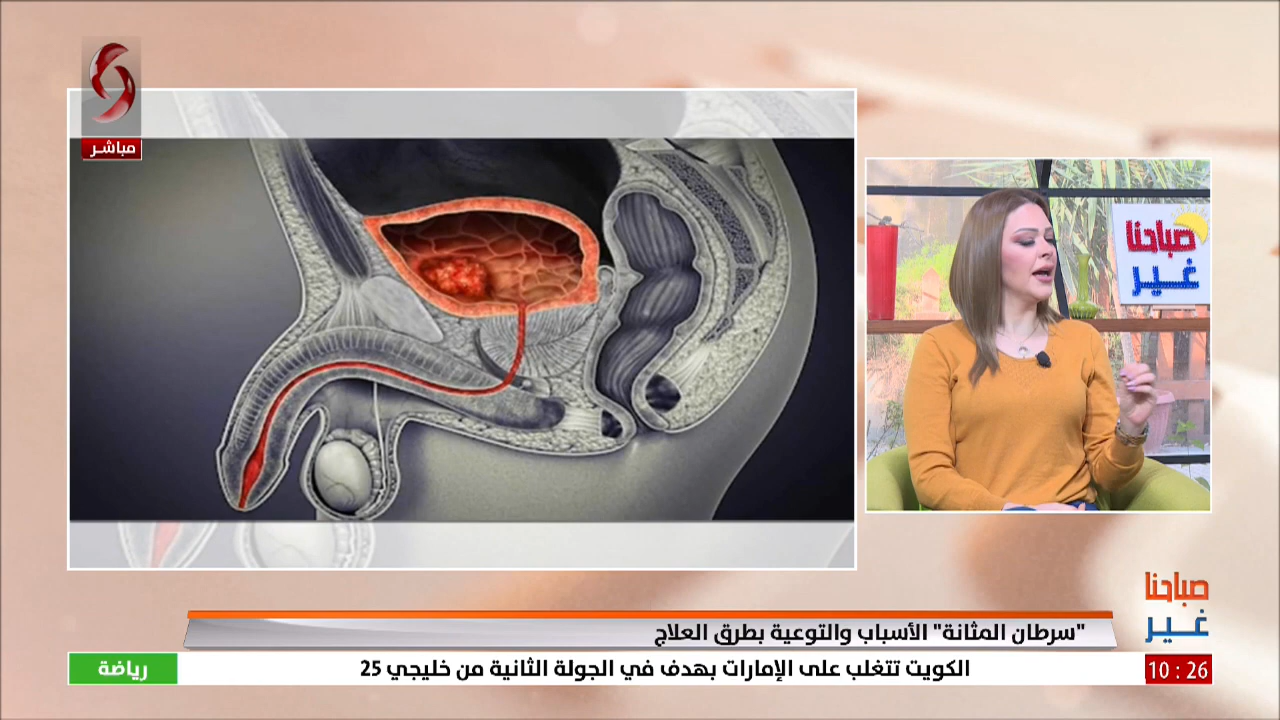 مباشر
صباحنا
غير
صباحنا
غير
"سرطان المثانة" الأسباب والتوعية بطرق العلاج
رياضة
الكويت تتغلب على الإمارات بهدف في الجولة الثانية من خليجي 25
10 : 26